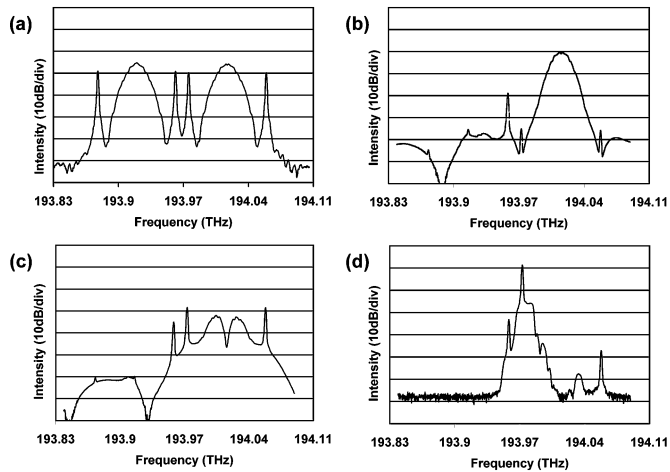 (a)
Intensity (10dB/div)
193.83 193.9 193.97 194.04 194.11
Frequency (THz)
(b)
Intensity (10dB/div)
193.83 193.9 193.97 194.04 194.11
Frequency (THz)
(c)
Intensity (10dB/div)
193.83 193.9 193.97 194.04 194.11
Frequency (THz)
(d)
Intensity (10dB/div)
193.83 193.9 193.97 194.04 194.11
Frequency (THz)